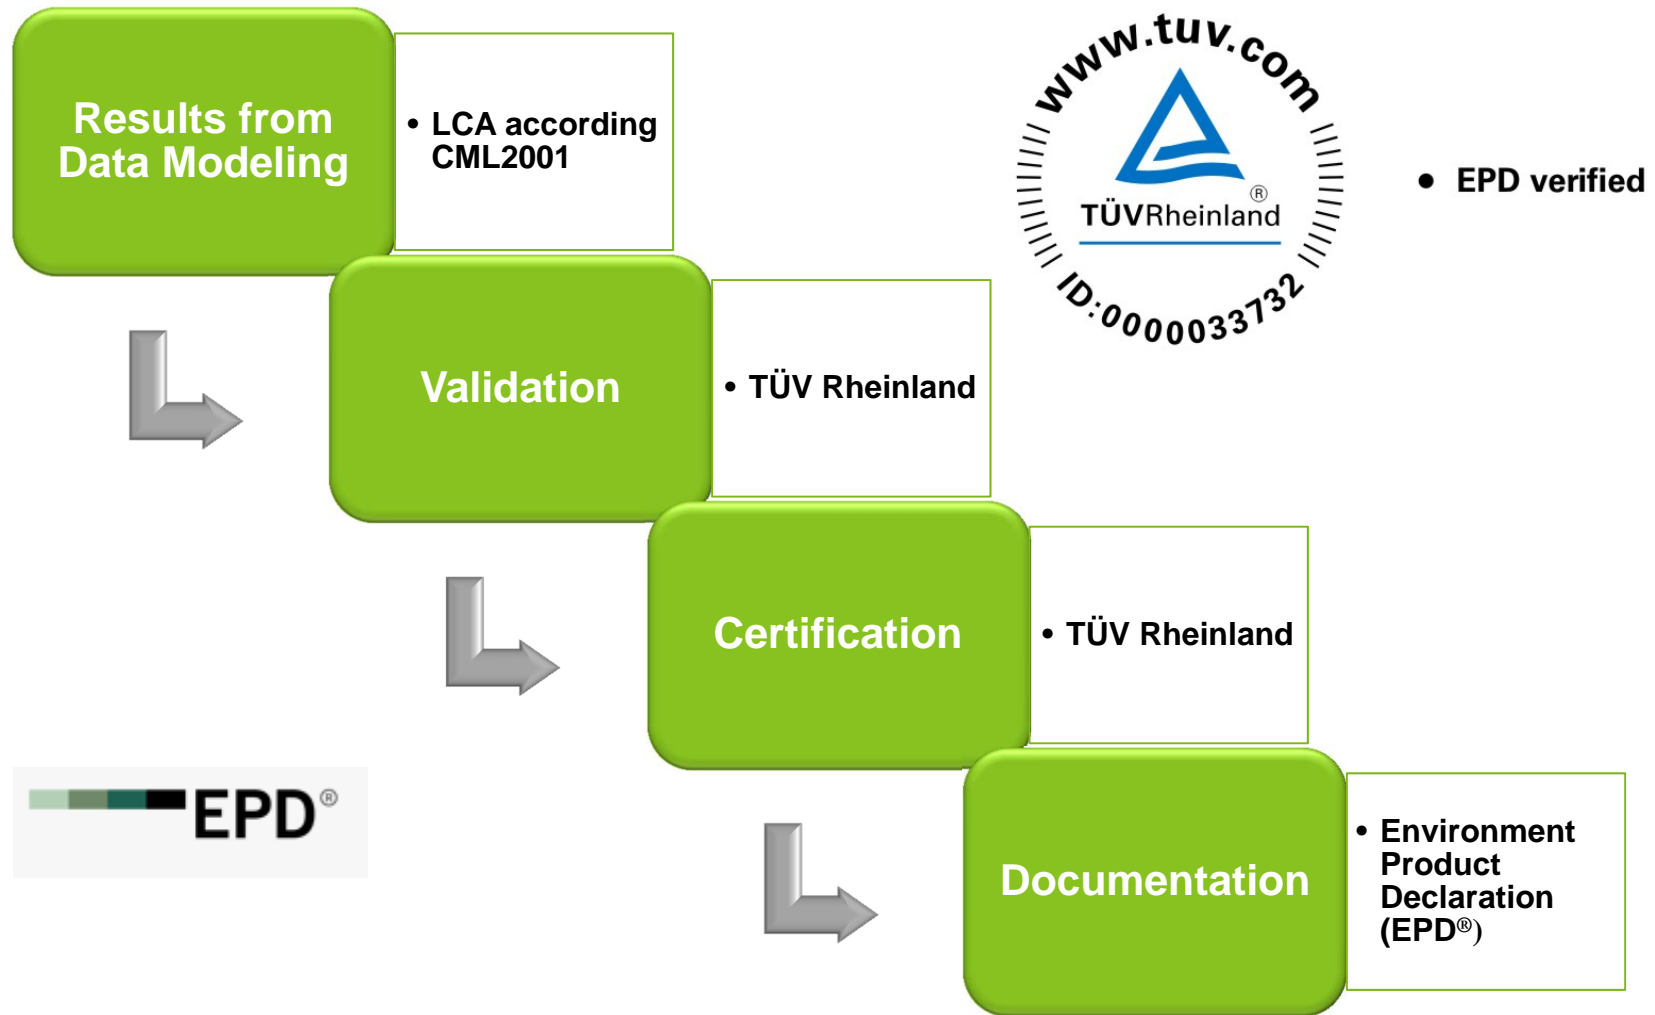 Results from
Data Modeling
• LCA according
CML2001
www.tuv.com
TÜVRheinland
®
ID:0000033732
• EPD verified
Validation
• TÜV Rheinland
Certification
• TÜV Rheinland
EPD®
Documentation
• Environment
Product
Declaration
(EPD®)